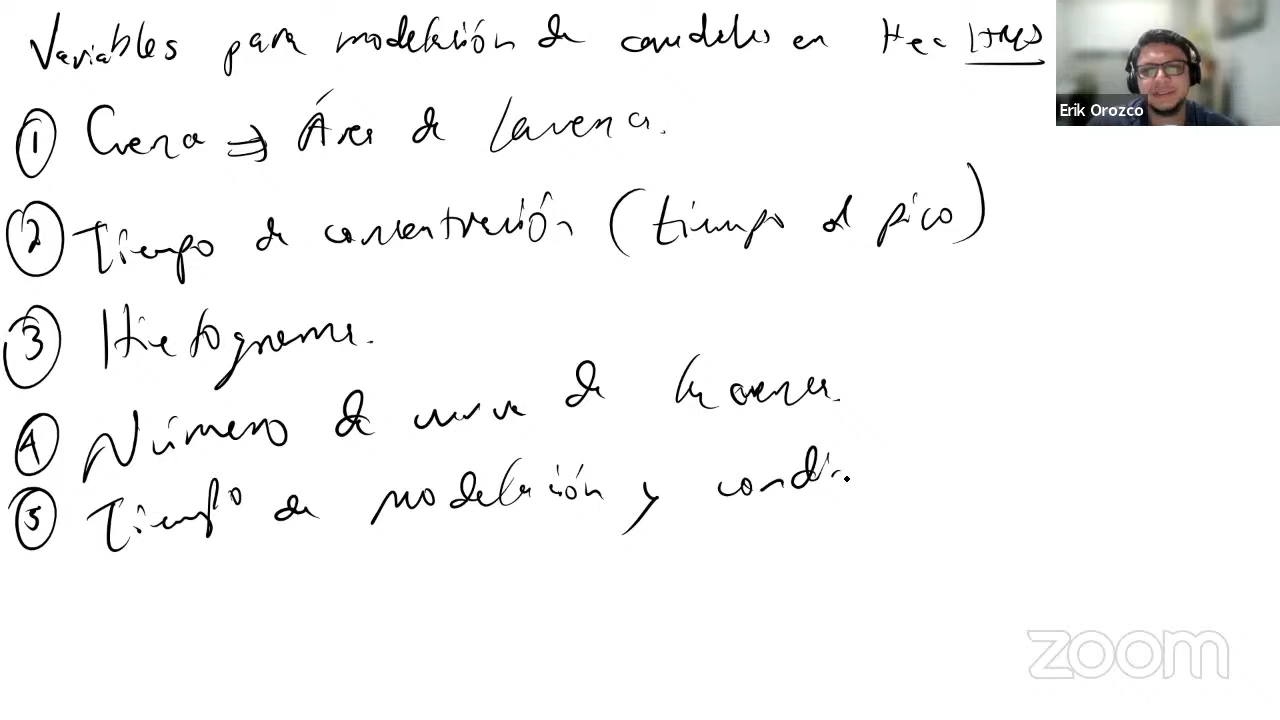 Variables para modelación de caudales en Hec HMS
① Cuenca ⇒ Área de la cuenca.
② Tiempo de concentración (tiempo al pico)
③ Hietograma.
④ Número de curva de la cuenca.
⑤ Tiempo de modelación y condi
Erik Orozco
zoom